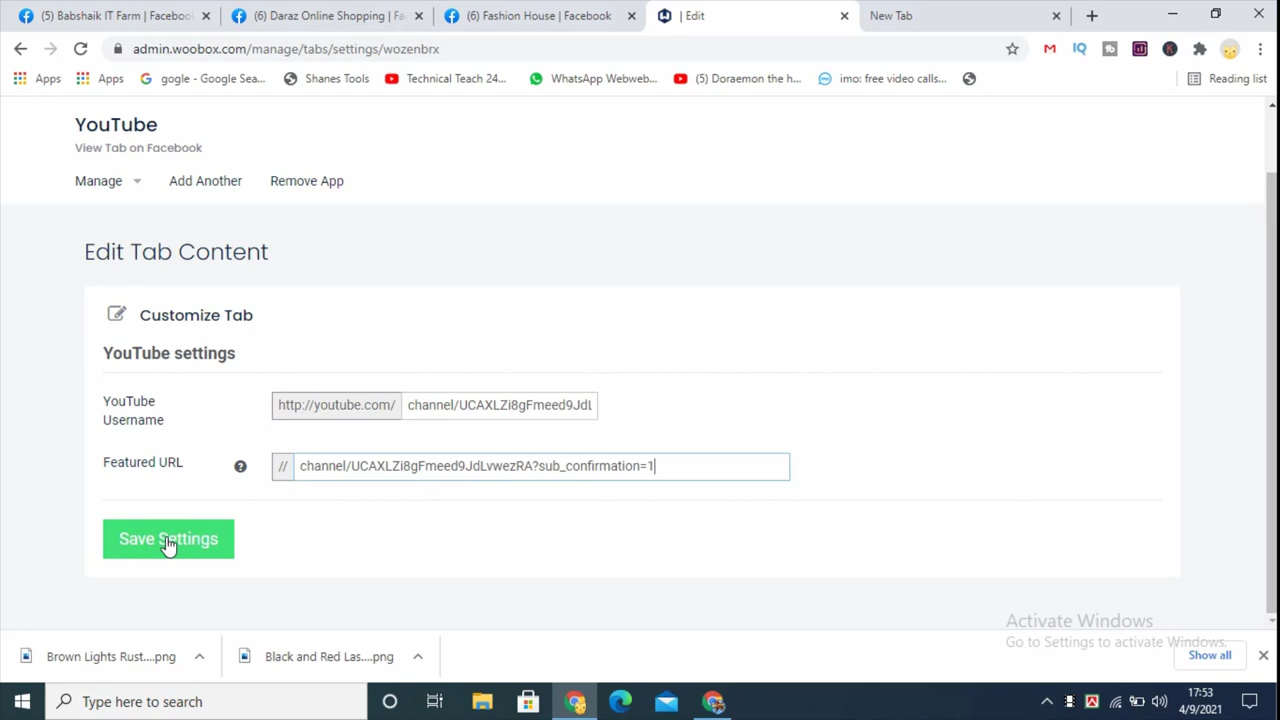 (5) Babshaik IT Farm | Facebook
(6) Daraz Online Shopping | Fa
(6) Fashion House | Facebook
| Edit
New Tab
admin.woobox.com/manage/tabs/settings/wozenbrx
Apps
Apps
gogle - Google Sea...
Shanes Tools
Technical Teach 24...
WhatsApp Webweb...
(5) Doraemon the h...
imo: free video calls...
Reading list
YouTube
View Tab on Facebook
Manage
Add Another
Remove App
Edit Tab Content
Customize Tab
YouTube settings
YouTube
Username
http://youtube.com/
channel/UCAXLZi8gFmeed9JdL
Featured URL
//
channel/UCAXLZi8gFmeed9JdLvwezRA?sub_confirmation=1
Save Settings
Activate Windows
Go to Settings to activate Windows.
Brown Lights Rust....png
Black and Red Las....png
Show all
Type here to search
17:53
4/9/2021